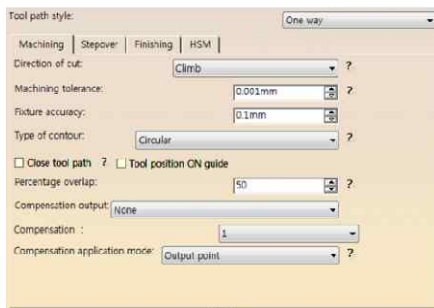 Tool path style: One way
Machining Stepover Finishing HSM
Direction of cut: Climb ?
Machining tolerance: 0.001mm ?
Fixture accuracy: 0.1mm ?
Type of contour: Circular ?
Close tool path ? Tool position ON guide
Percentage overlap: 50 ?
Compensation output: None
Compensation : 1
Compensation application mode: Output point ?